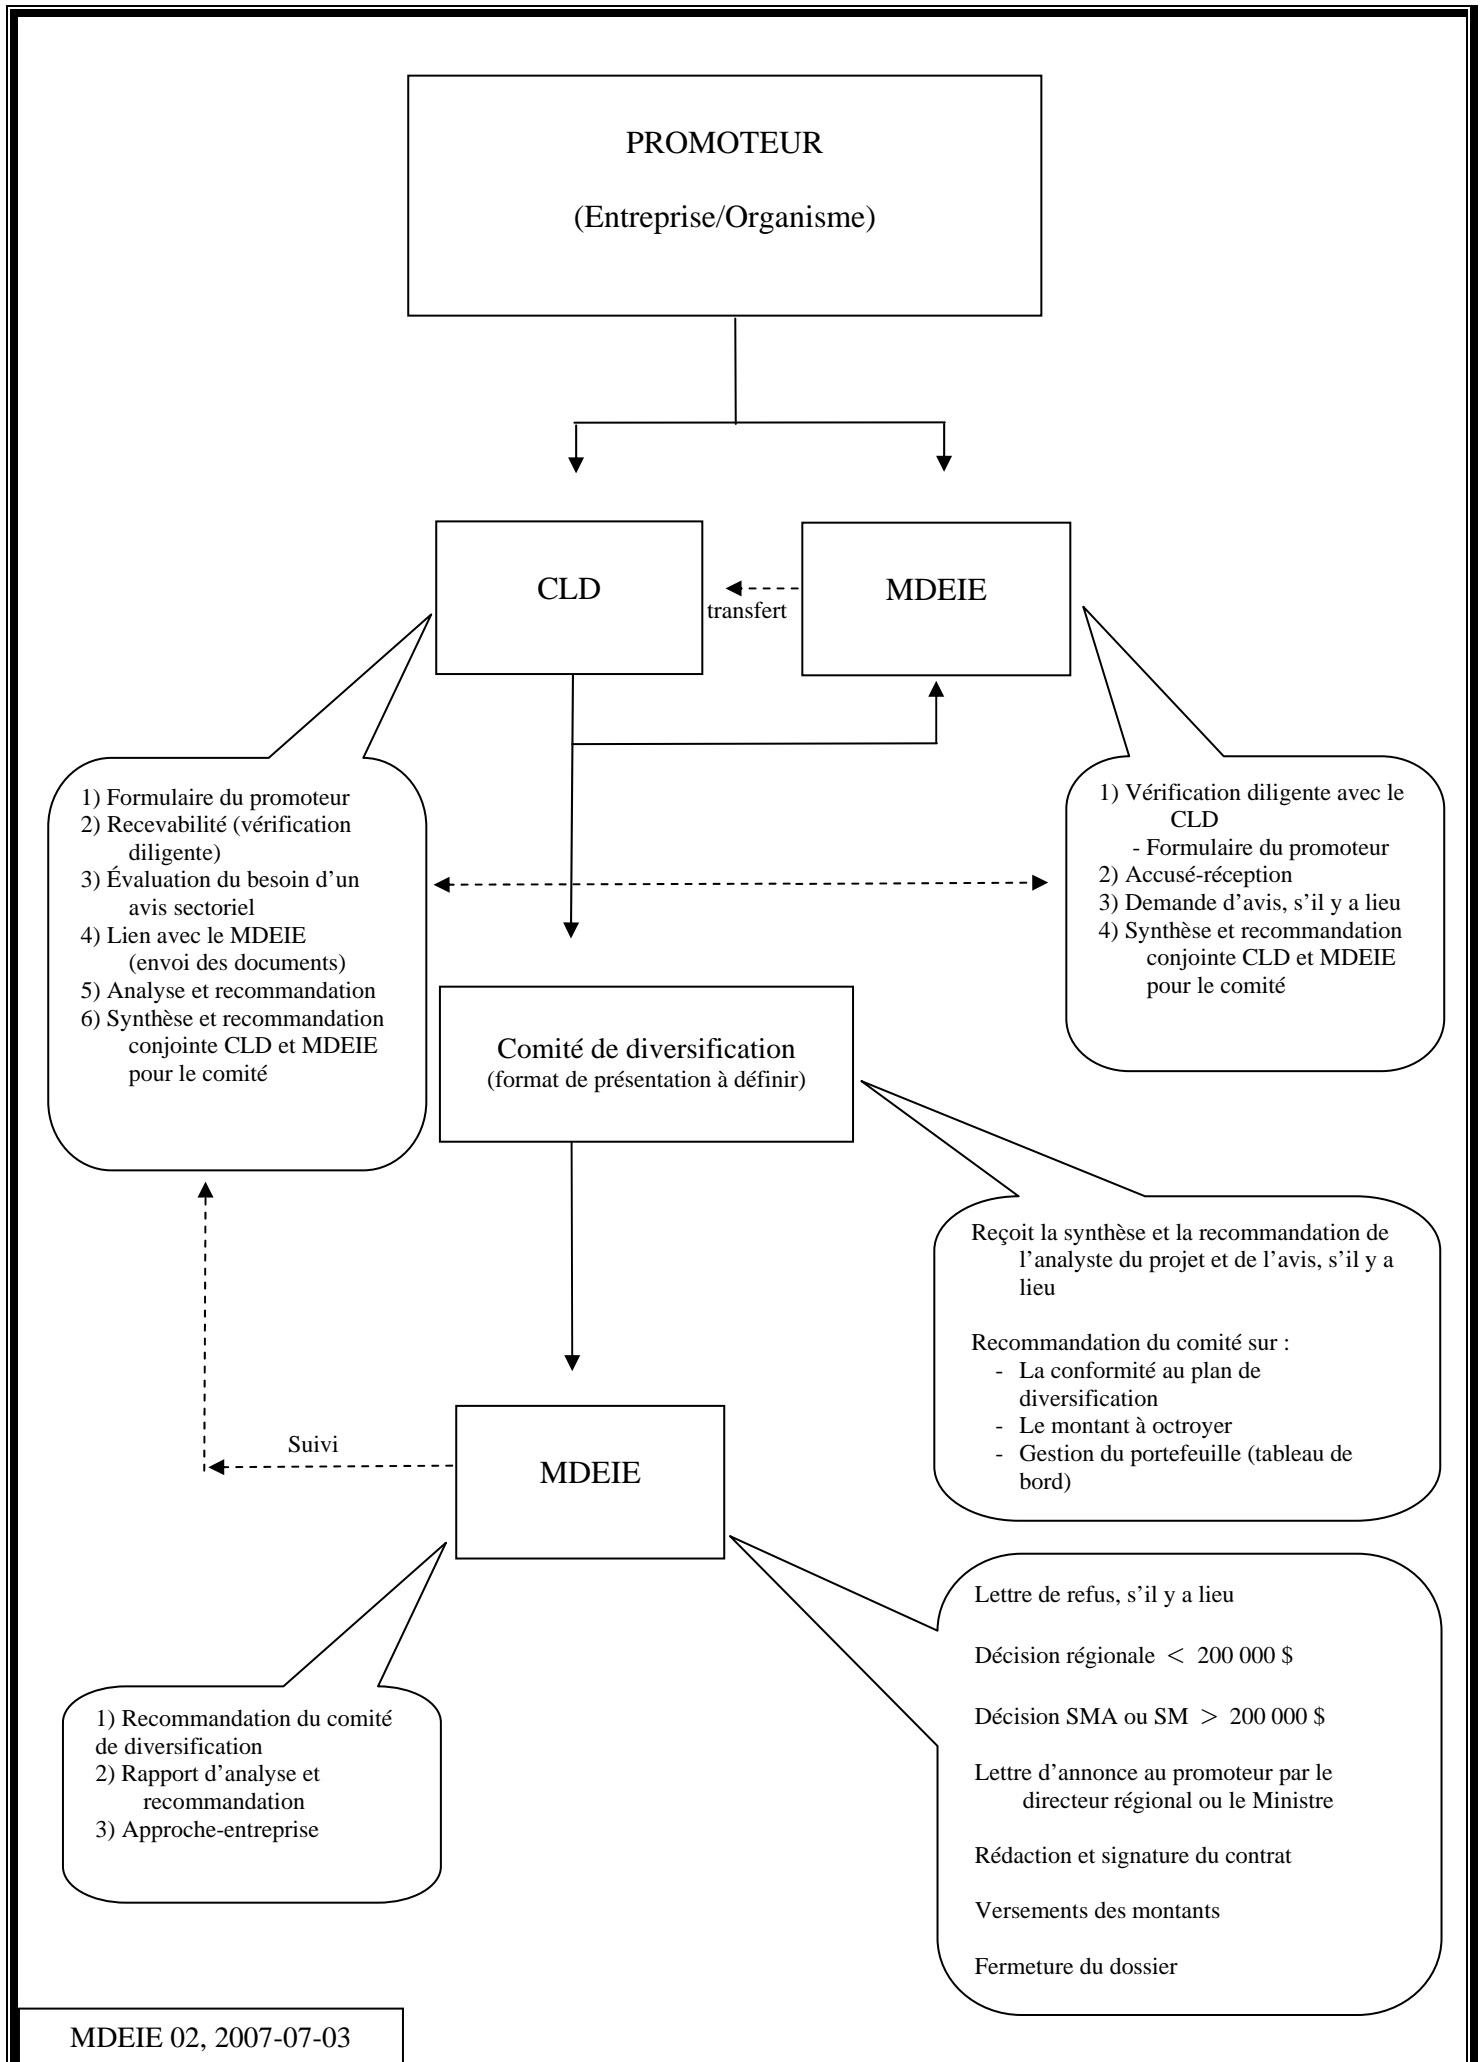 PROMOTEUR
(Entreprise/Organisme)
CLD
transfert
MDEIE
1) Formulaire du promoteur
2) Recevabilité (vérification
diligente)
3) Évaluation du besoin d’un
avis sectoriel
4) Lien avec le MDEIE
(envoi des documents)
5) Analyse et recommandation
6) Synthèse et recommandation
conjointe CLD et MDEIE
pour le comité
1) Vérification diligente avec le
CLD
- Formulaire du promoteur
2) Accusé-réception
3) Demande d’avis, s’il y a lieu
4) Synthèse et recommandation
conjointe CLD et MDEIE
pour le comité
Comité de diversification
(format de présentation à définir)
Reçoit la synthèse et la recommandation de
l’analyste du projet et de l’avis, s’il y a
lieu
Recommandation du comité sur :
- La conformité au plan de
diversification
- Le montant à octroyer
- Gestion du portefeuille (tableau de
bord)
Suivi
MDEIE
1) Recommandation du comité
de diversification
2) Rapport d’analyse et
recommandation
3) Approche-entreprise
Lettre de refus, s’il y a lieu
Décision régionale < 200 000 $
Décision SMA ou SM > 200 000 $
Lettre d’annonce au promoteur par le
directeur régional ou le Ministre
Rédaction et signature du contrat
Versements des montants
Fermeture du dossier
MDEIE 02, 2007-07-03